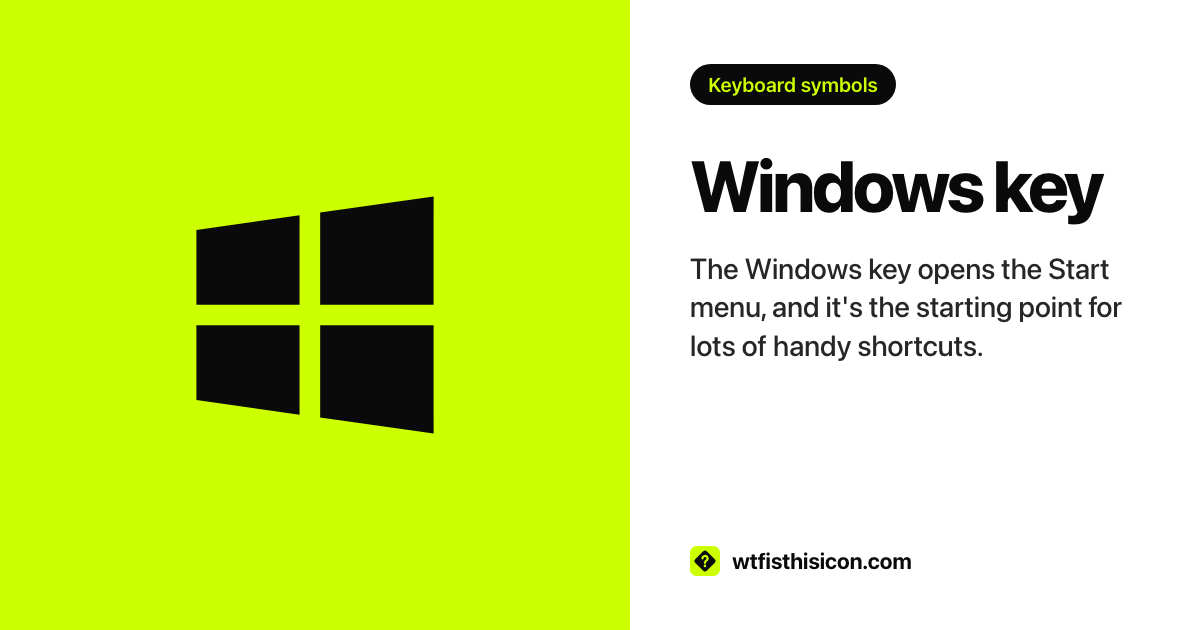 Keyboard symbols
Windows key
The Windows key opens the Start
menu, and it's the starting point for
lots of handy shortcuts.
?
wtfisthisicon.com